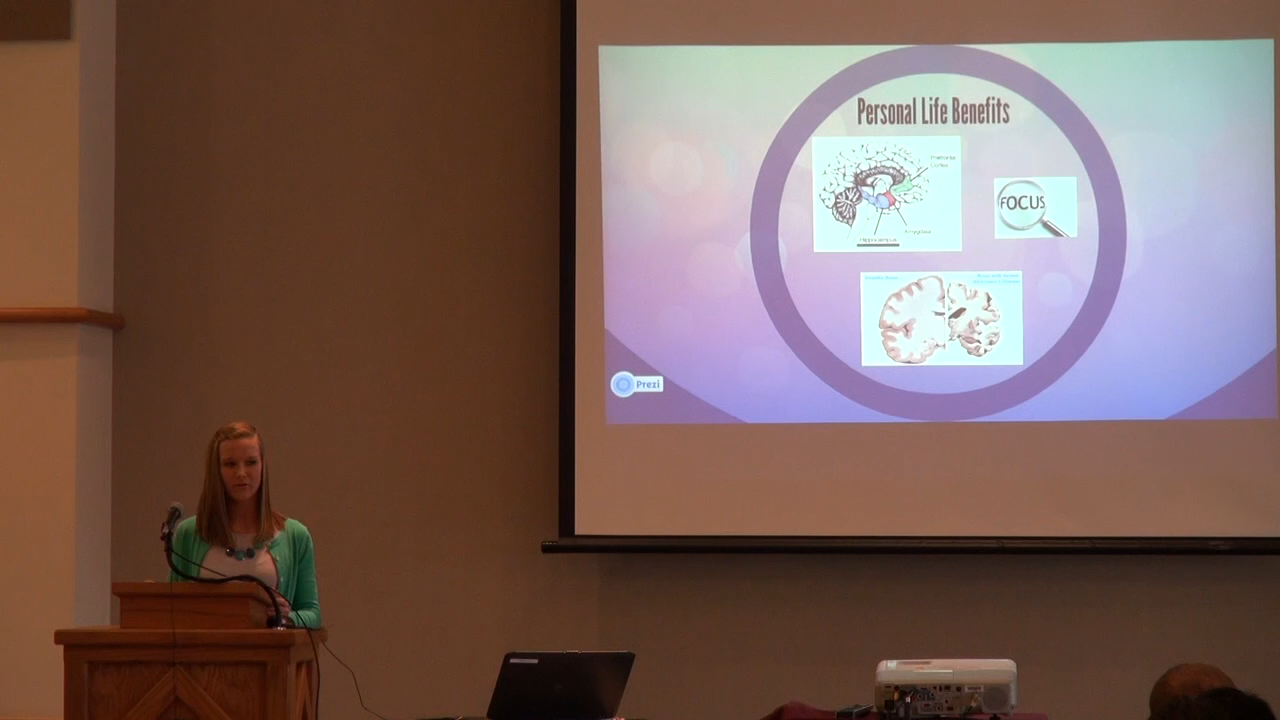 Personal Life Benefits
Prefrontal
Cortex
Amygdala
Hippocampus
FOCUS
Prezi